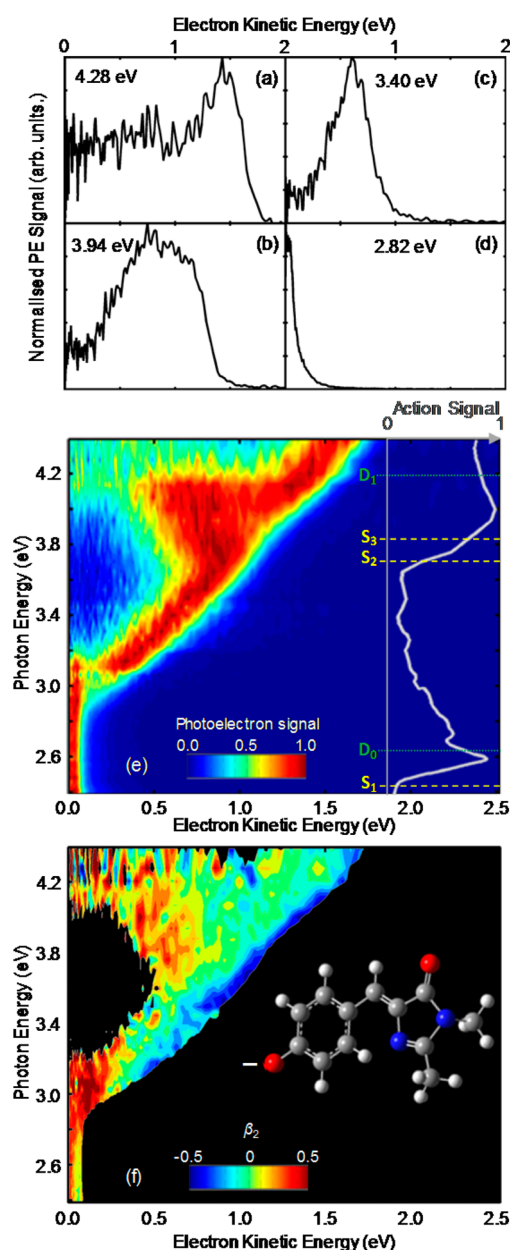 Electron Kinetic Energy (eV)
0 1 2 0 1 2
4.28 eV (a)
3.40 (c)
3.94 eV (b)
2.82 eV (d)
Normalised PE Signal (arb. units.)
Action Signal
0 1
4.2
3.8
3.4
3.0
2.6
Photon Energy (eV)
D1
S3
S2
D0
S1
Photoelectron signal
0.0 0.5 1.0
(e)
0.0 0.5 1.0 1.5 2.0 2.5
Electron Kinetic Energy (eV)
4.2
3.8
3.4
3.0
2.6
Photon Energy (eV)
β2
-0.5 0 0.5
(f)
0.0 0.5 1.0 1.5 2.0 2.5
Electron Kinetic Energy (eV)